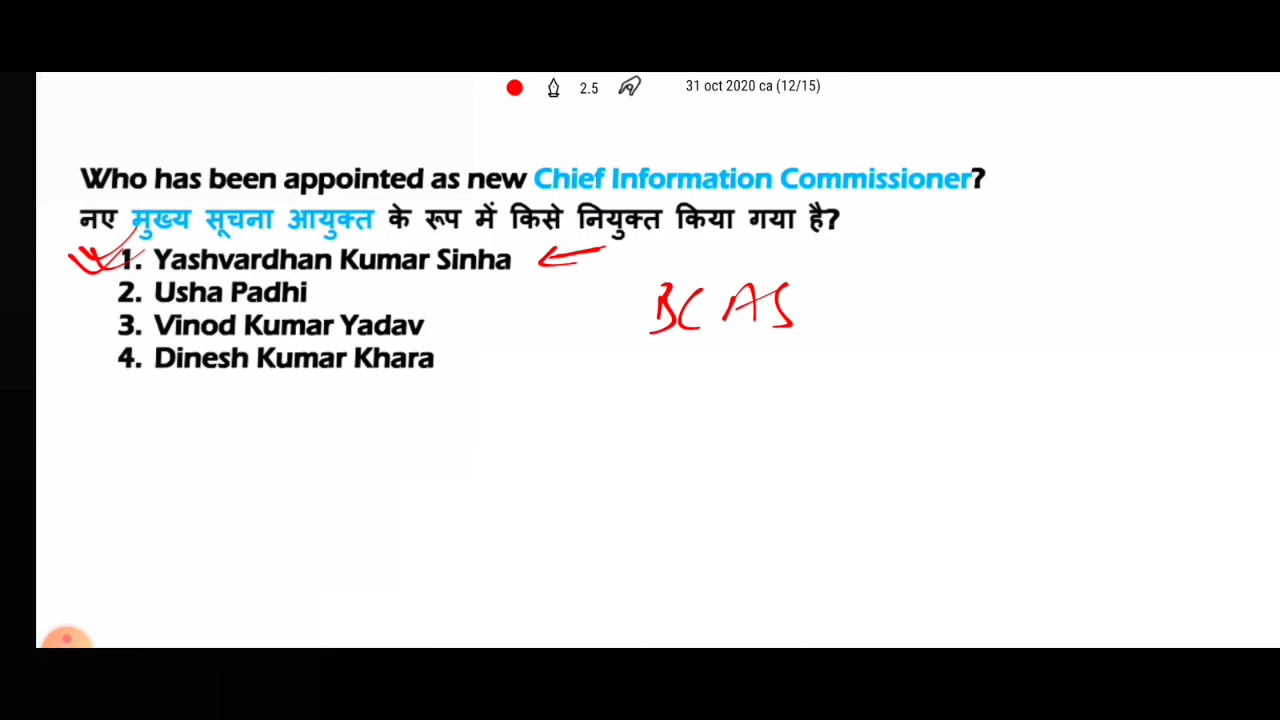 2.5 31 oct 2020 ca (12/15)
Who has been appointed as new Chief Information Commissioner?
नए मुख्य सूचना आयुक्त के रूप में किसे नियुक्त किया गया है?
1. Yashvardhan Kumar Sinha
BCAS
2. Usha Padhi
3. Vinod Kumar Yadav
4. Dinesh Kumar Khara